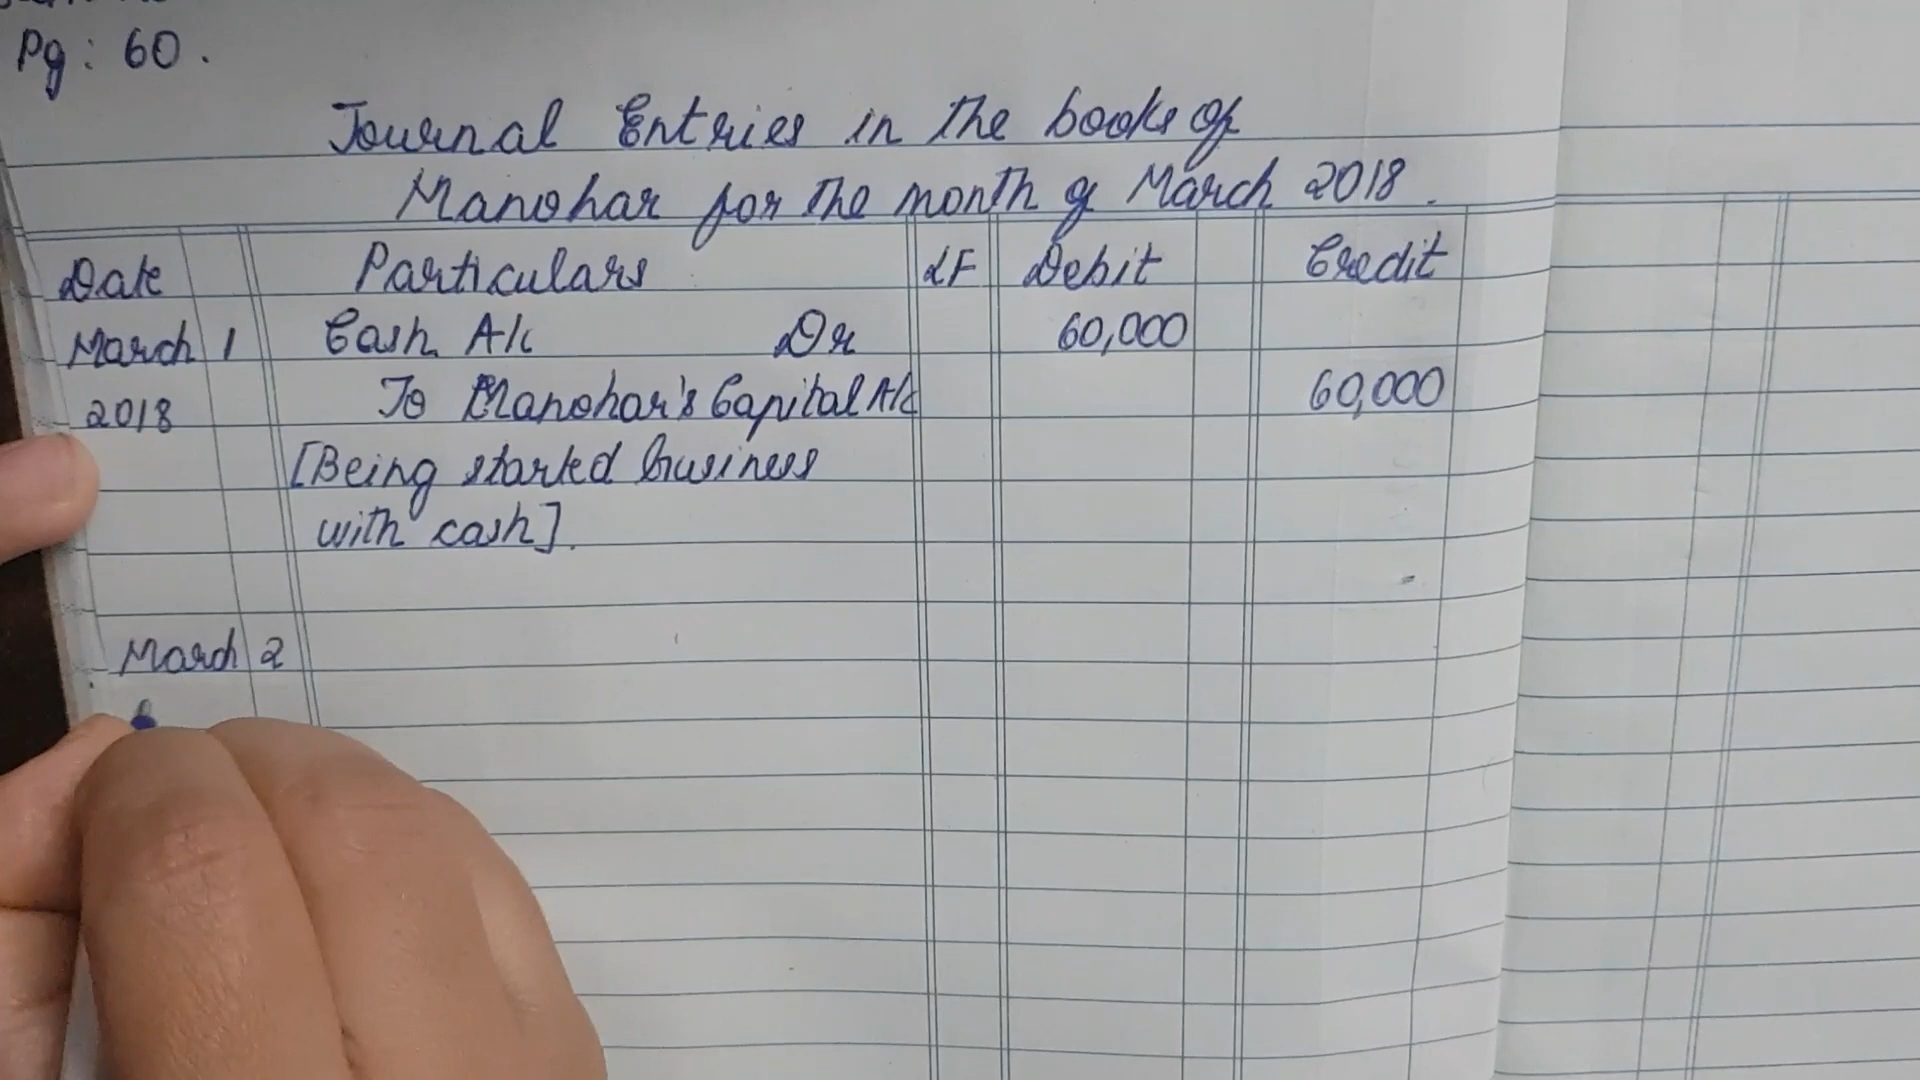 Pg: 60.
Journal Entries in the books of
Manohar for the month of March 2018.
Date Particulars LF Debit Credit
March 1 Cash A/c Dr 60,000
2018 To Manohar's Capital A/c 60,000
[Being started business
with cash].
March 2